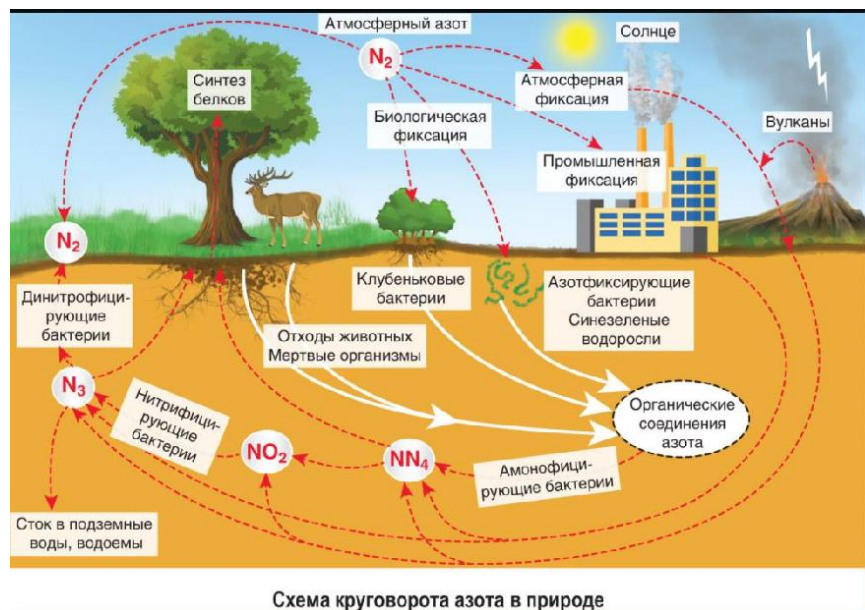 Атмосферный азот
N₂
Солнце
Синтез
белков
Атмосферная
фиксация
Биологическая
фиксация
Вулканы
Промышленная
фиксация
N₂
Клубеньковые
бактерии
Азотфиксирующие
бактерии
Синезеленые
водоросли
Динитрофици-
рующие
бактерии
Отходы животных
Мертвые организмы
N₃
Нитрифици-
рующие
бактерии
NO₂
NN₄
Органические
соединения
азота
Амонофици-
рующие бактерии
Сток в подземные
воды, водоемы
Схема круговорота азота в природе